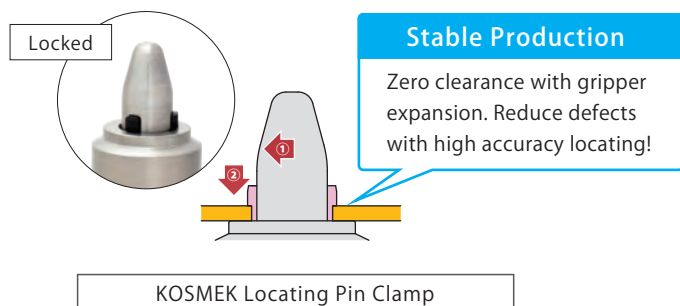 Locked
Stable Production
Zero clearance with gripper
expansion. Reduce defects
with high accuracy locating!
①
②
KOSMEK Locating Pin Clamp